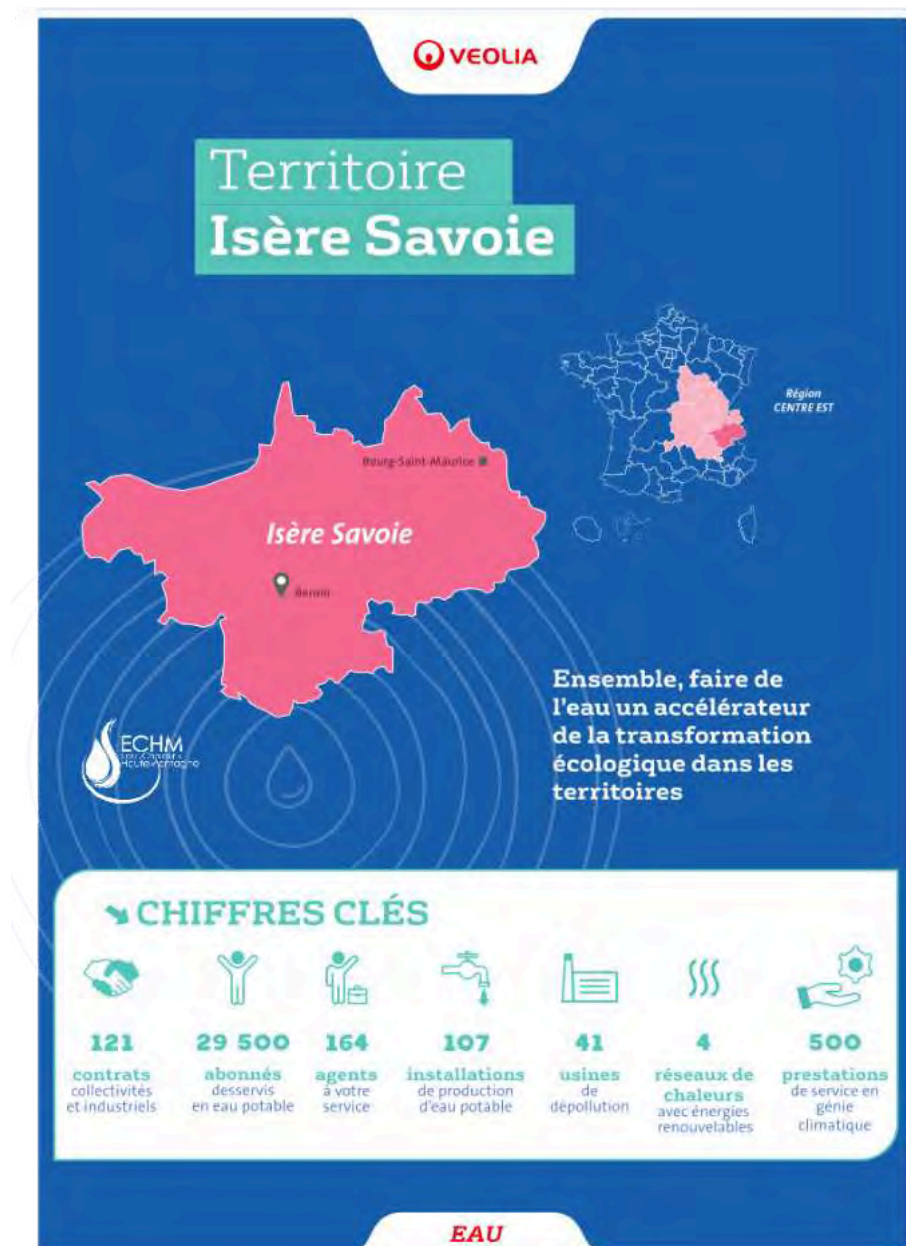 VEOLIA
Territoire
Isère Savoie
Région
CENTRE EST
Bourg-Saint-Maurice
Isère Savoie
Bernin
Ensemble, faire de
l'eau un accélérateur
de la transformation
écologique dans les
territoires
ECHM
Haute Montagne
CHIFFRES CLÉS
121
contrats
collectivités
et industriels
29 500
abonnés
desservis
en eau potable
164
agents
à votre
service
107
installations
de production
d'eau potable
41
usines
de
dépollution
4
réseaux de
chaleurs
avec énergies
renouvelables
500
prestations
de service en
génie
climatique
EAU